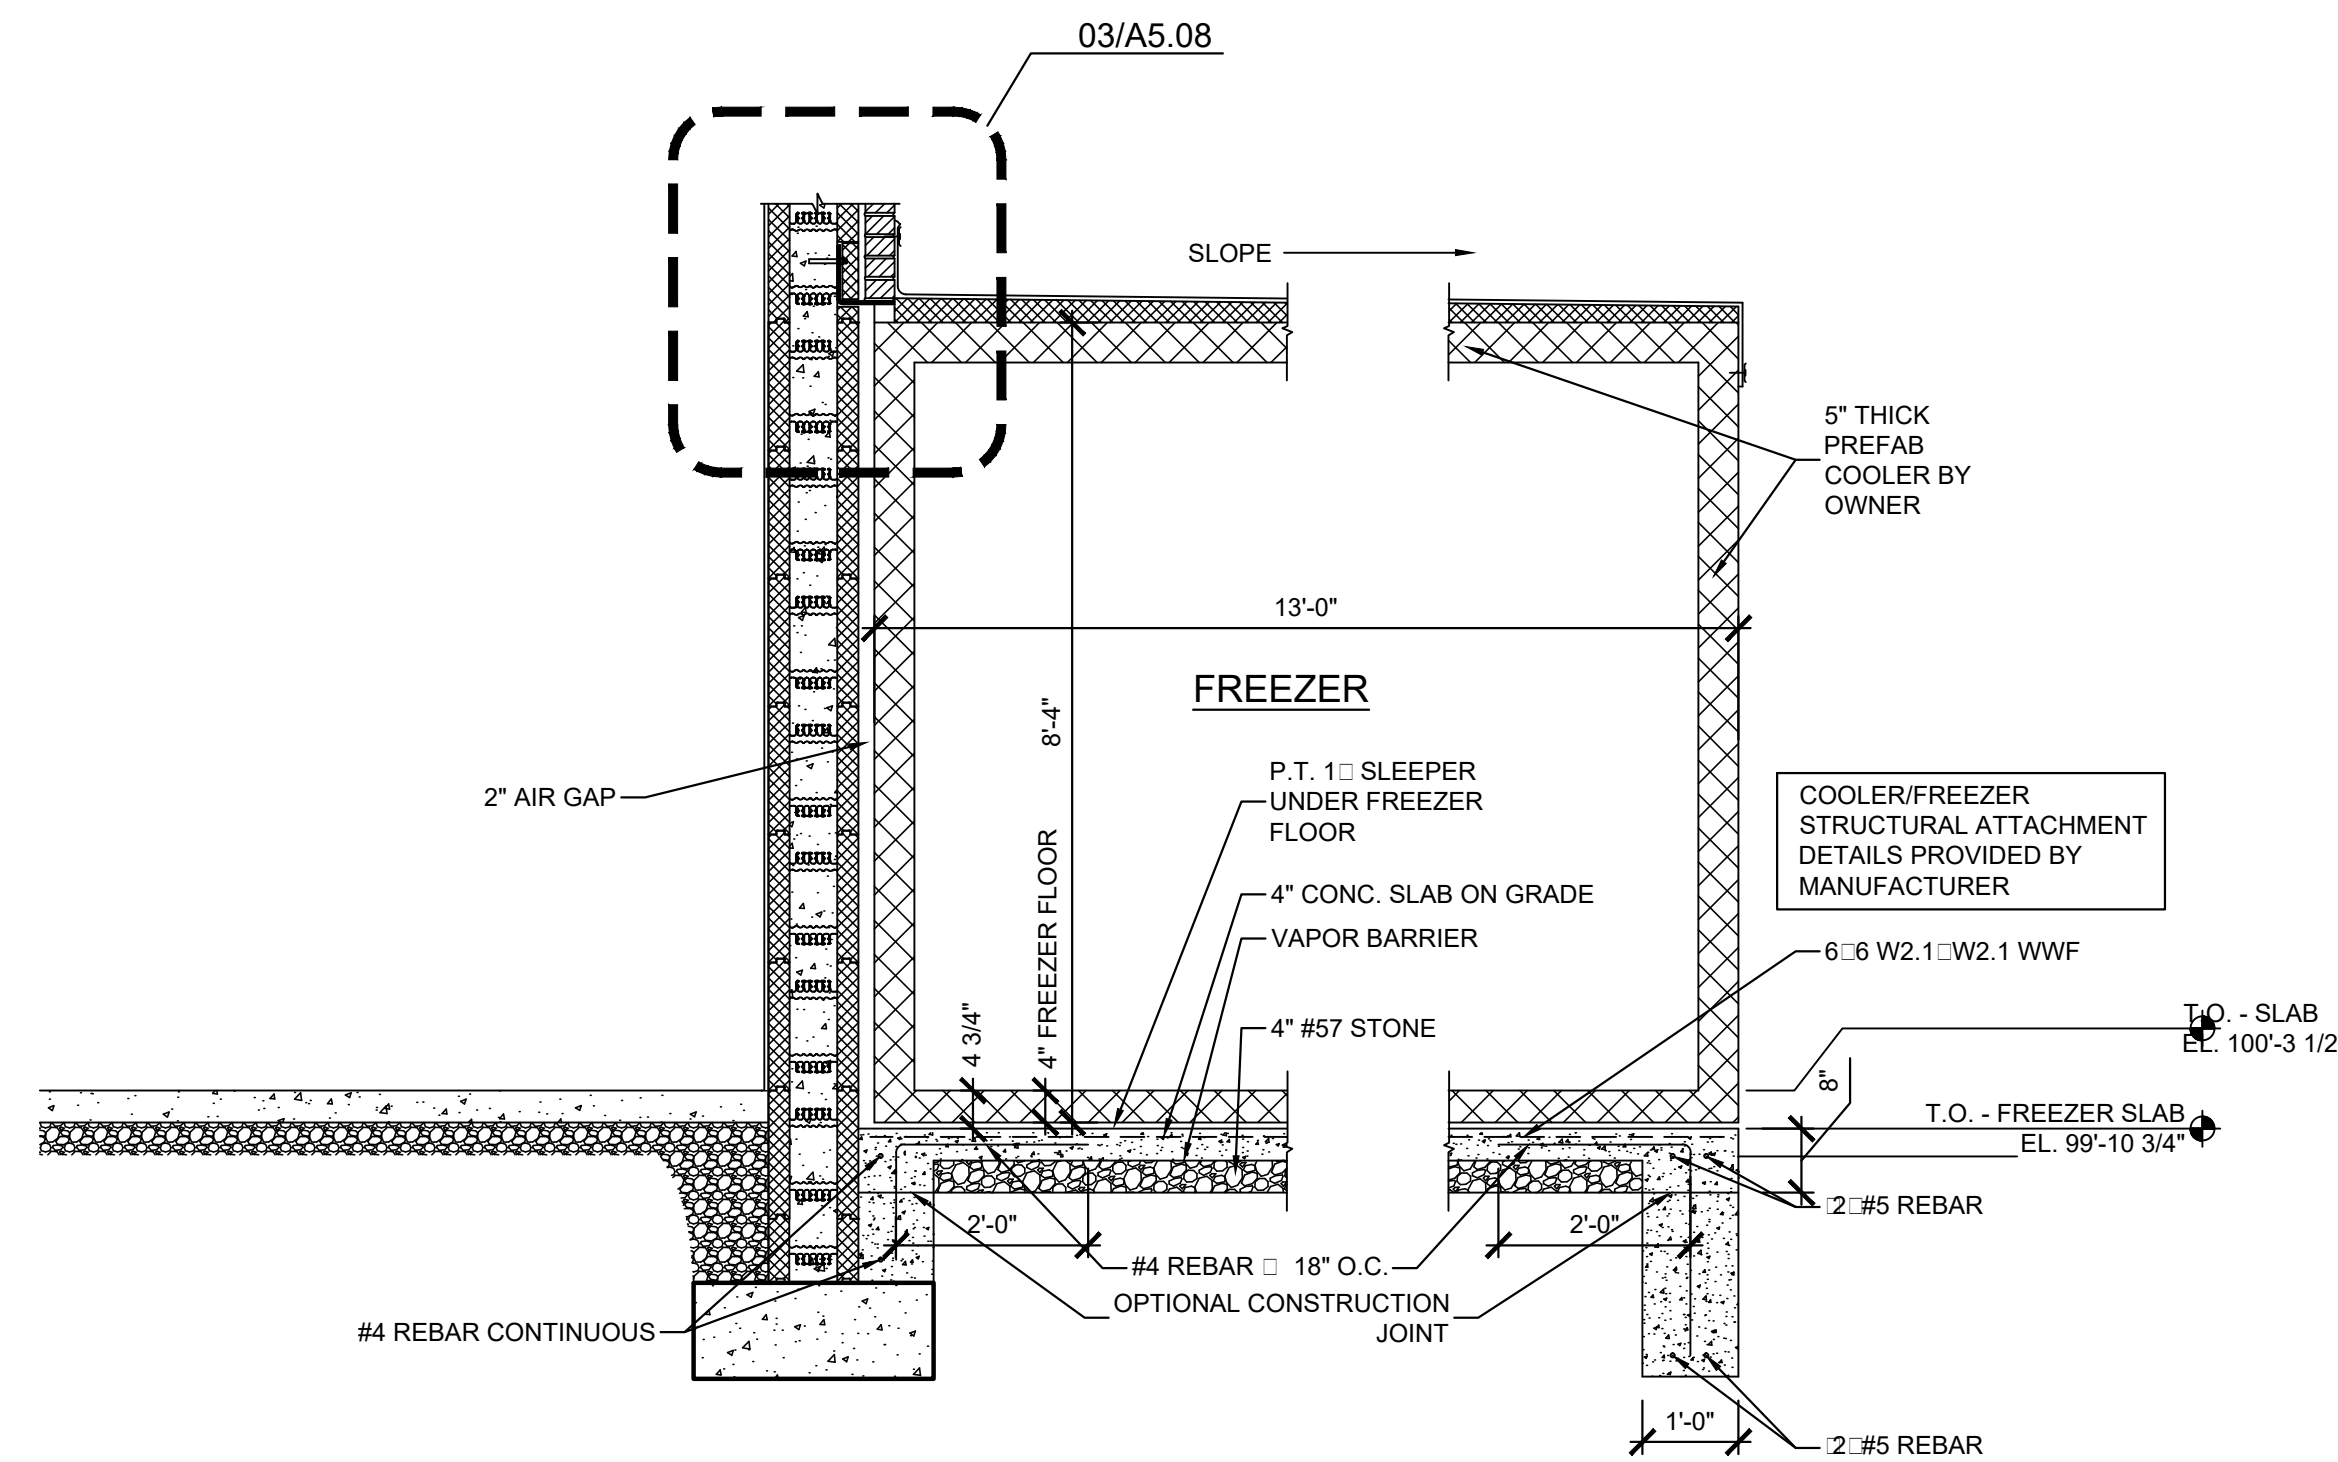 03/A5.08
SLOPE
5" THICK
PREFAB
COOLER BY
OWNER
13'-0"
FREEZER
8'-4"
2" AIR GAP
P.T. 1□ SLEEPER
UNDER FREEZER
FLOOR
COOLER/FREEZER
STRUCTURAL ATTACHMENT
DETAILS PROVIDED BY
MANUFACTURER
4" CONC. SLAB ON GRADE
VAPOR BARRIER
6□6 W2.1□W2.1 WWF
4" FREEZER FLOOR
4 3/4"
4" #57 STONE
T.O. - SLAB
EL. 100'-3 1/2
8"
T.O. - FREEZER SLAB
EL. 99'-10 3/4"
□2□#5 REBAR
2'-0"
2'-0"
#4 REBAR □ 18" O.C.
OPTIONAL CONSTRUCTION
JOINT
#4 REBAR CONTINUOUS
1'-0"
□2□#5 REBAR